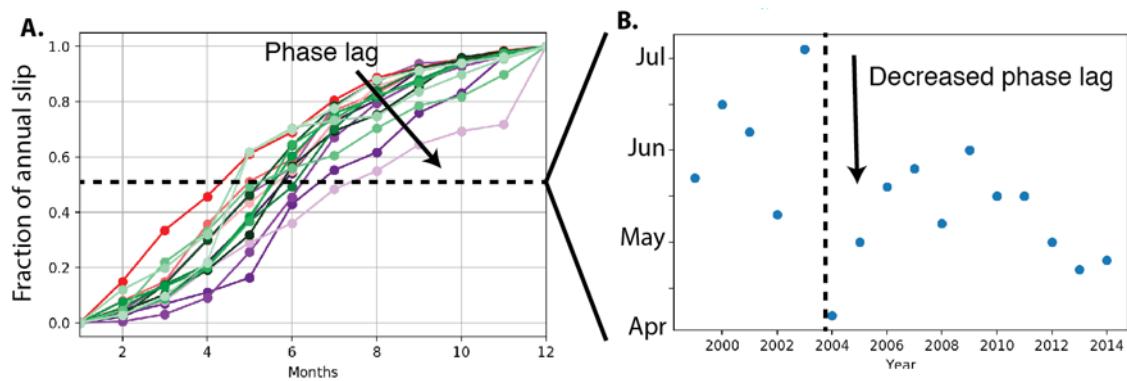 A.
Phase lag
Fraction of annual slip
1.0
0.8
0.6
0.4
0.2
0.0
2 4 6 8 10 12
Months
B.
Decreased phase lag
Jul
Jun
May
Apr
2000 2002 2004 2006 2008 2010 2012 2014
Year